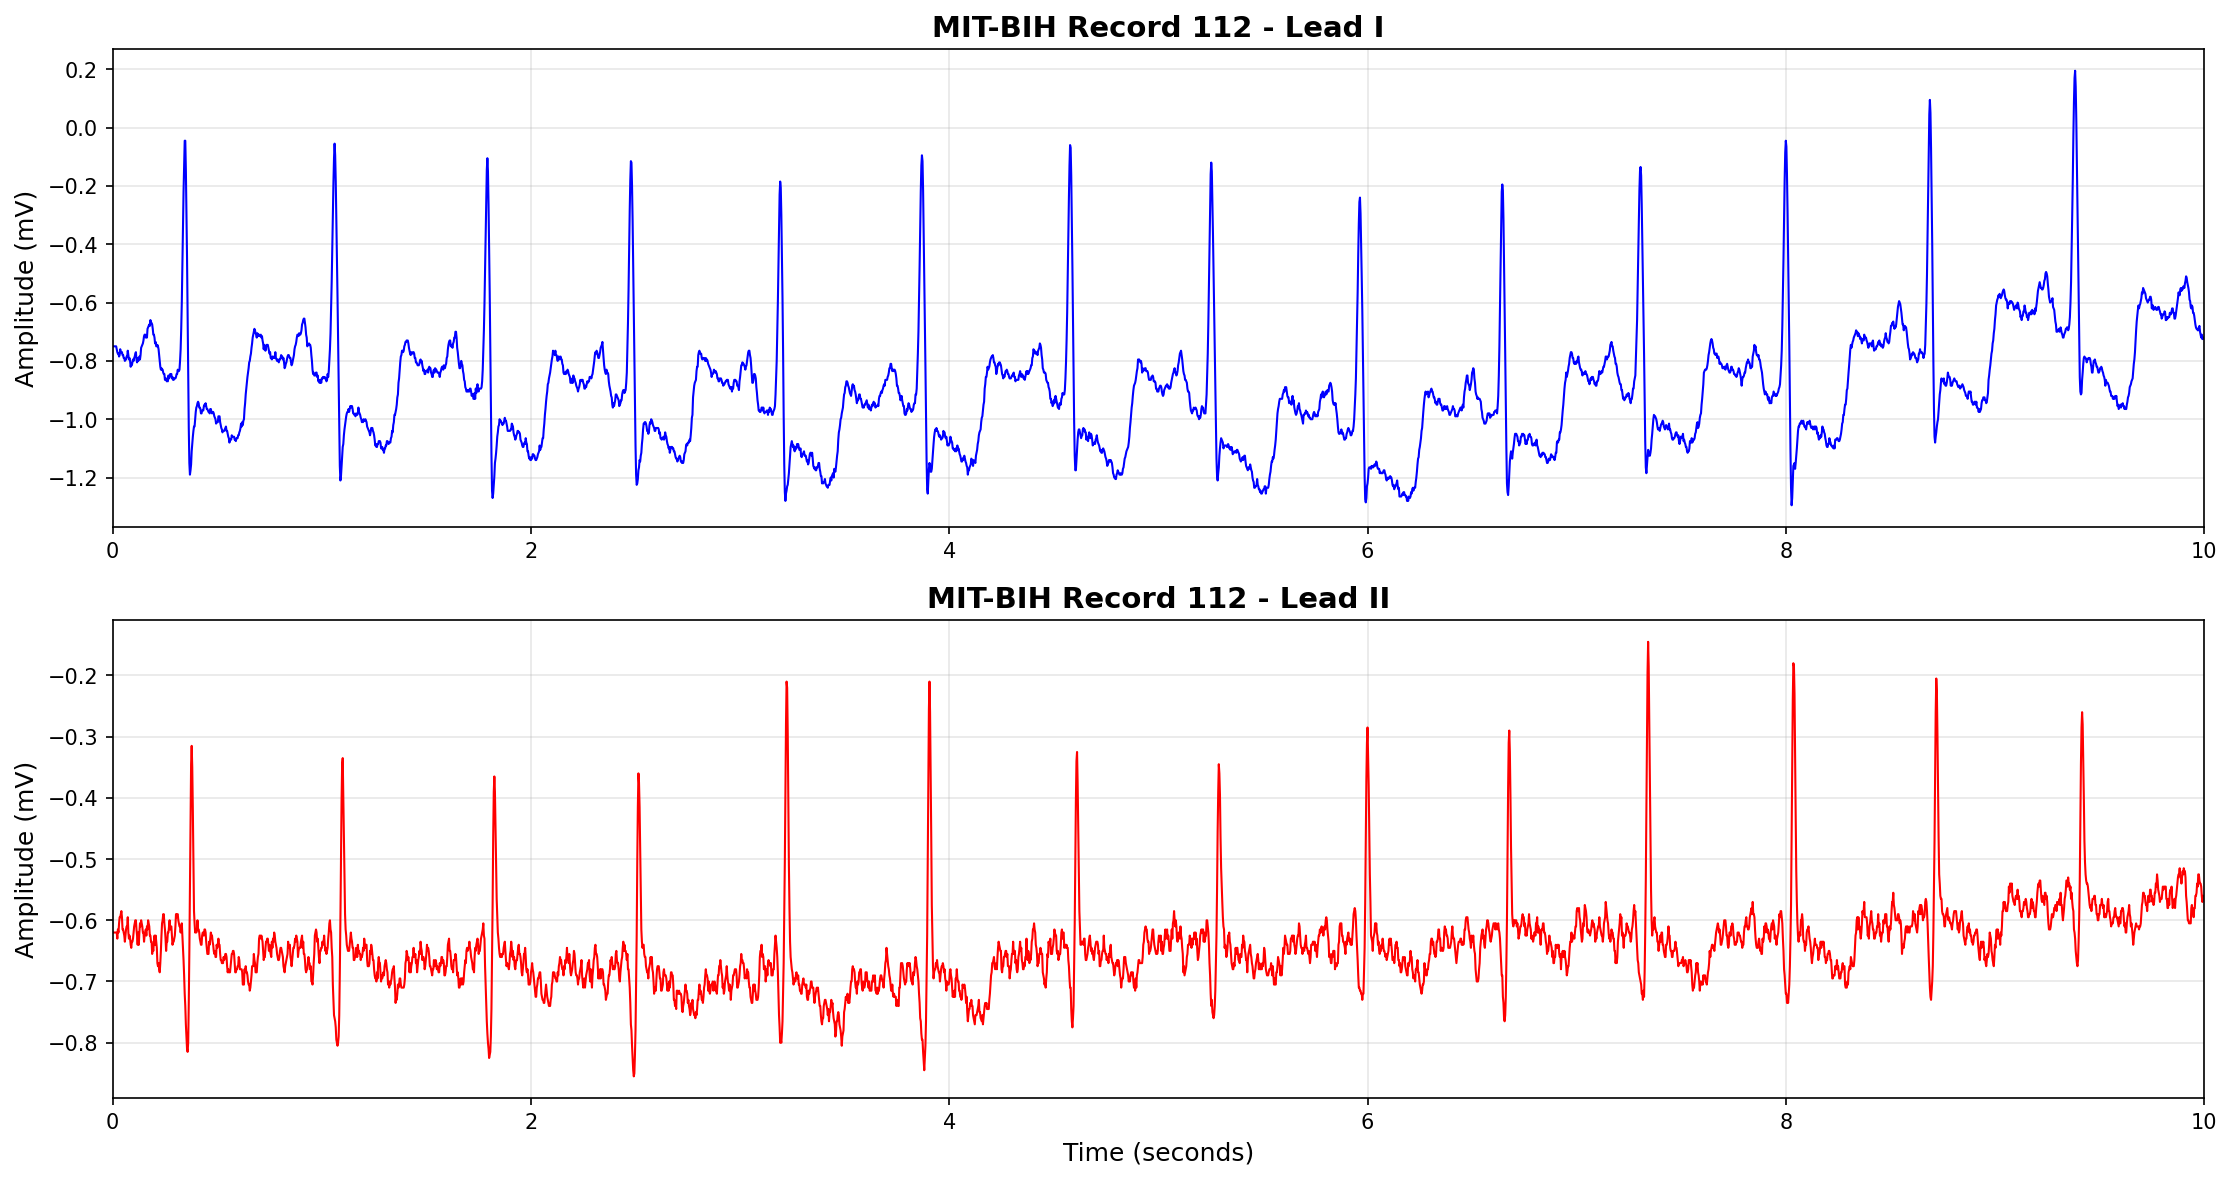 MIT-BIH Record 112 - Lead I
Amplitude (mV)
0.2
0.0
−0.2
−0.4
−0.6
−0.8
−1.0
−1.2
0 2 4 6 8 10
MIT-BIH Record 112 - Lead II
Amplitude (mV)
−0.2
−0.3
−0.4
−0.5
−0.6
−0.7
−0.8
0 2 4 6 8 10
Time (seconds)